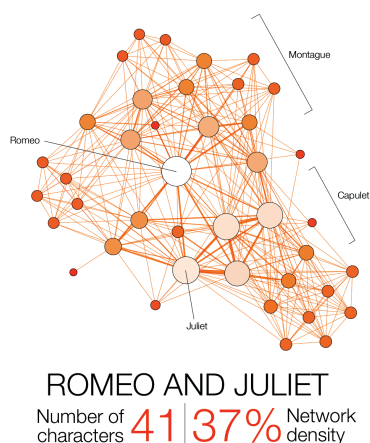 Montague
Romeo
Capulet
Juliet
ROMEO AND JULIET
Number of characters 41 37% Network density